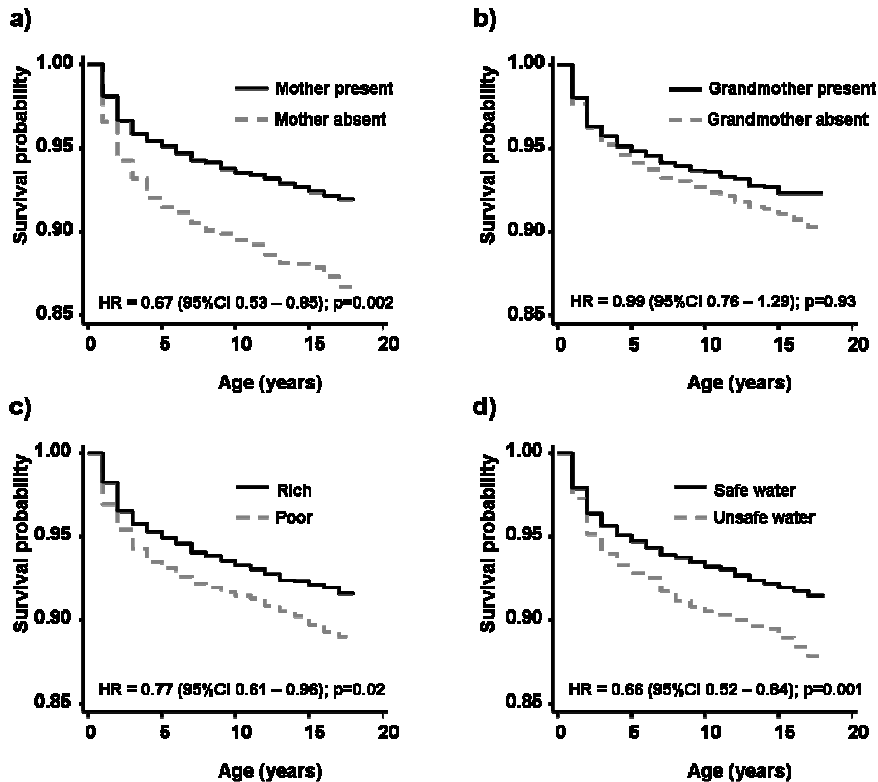 a)
Survival probability
1.00
0.95
0.90
0.85
Mother present
Mother absent
HR = 0.67 (95%CI 0.53 – 0.85); p=0.002
0 5 10 15 20
Age (years)
b)
Survival probability
1.00
0.95
0.90
0.85
Grandmother present
Grandmother absent
HR = 0.99 (95%CI 0.76 – 1.29); p=0.93
0 5 10 15 20
Age (years)
c)
Survival probability
1.00
0.95
0.90
0.85
Rich
Poor
HR = 0.77 (95%CI 0.61 – 0.96); p=0.02
0 5 10 15 20
Age (years)
d)
Survival probability
1.00
0.95
0.90
0.85
Safe water
Unsafe water
HR = 0.66 (95%CI 0.52 – 0.84); p=0.001
0 5 10 15 20
Age (years)